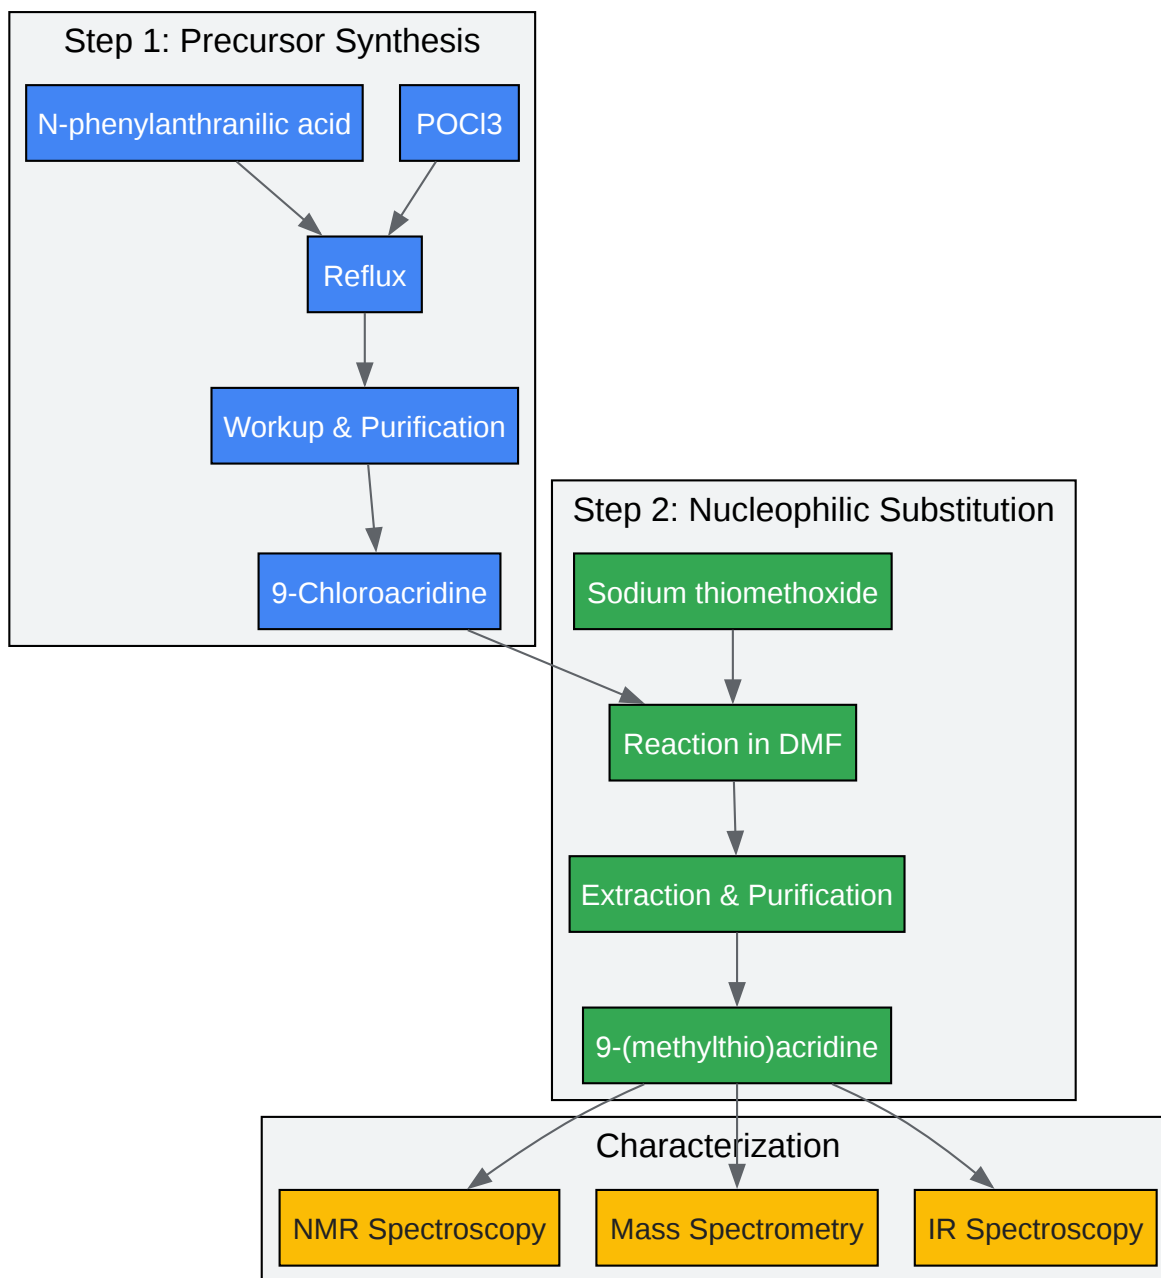 Step 1: Precursor Synthesis
N-phenylanthranilic acid
POCl3
Reflux
Workup & Purification
9-Chloroacridine
Step 2: Nucleophilic Substitution
Sodium thiomethoxide
Reaction in DMF
Extraction & Purification
9-(methylthio)acridine
Characterization
NMR Spectroscopy
Mass Spectrometry
IR Spectroscopy